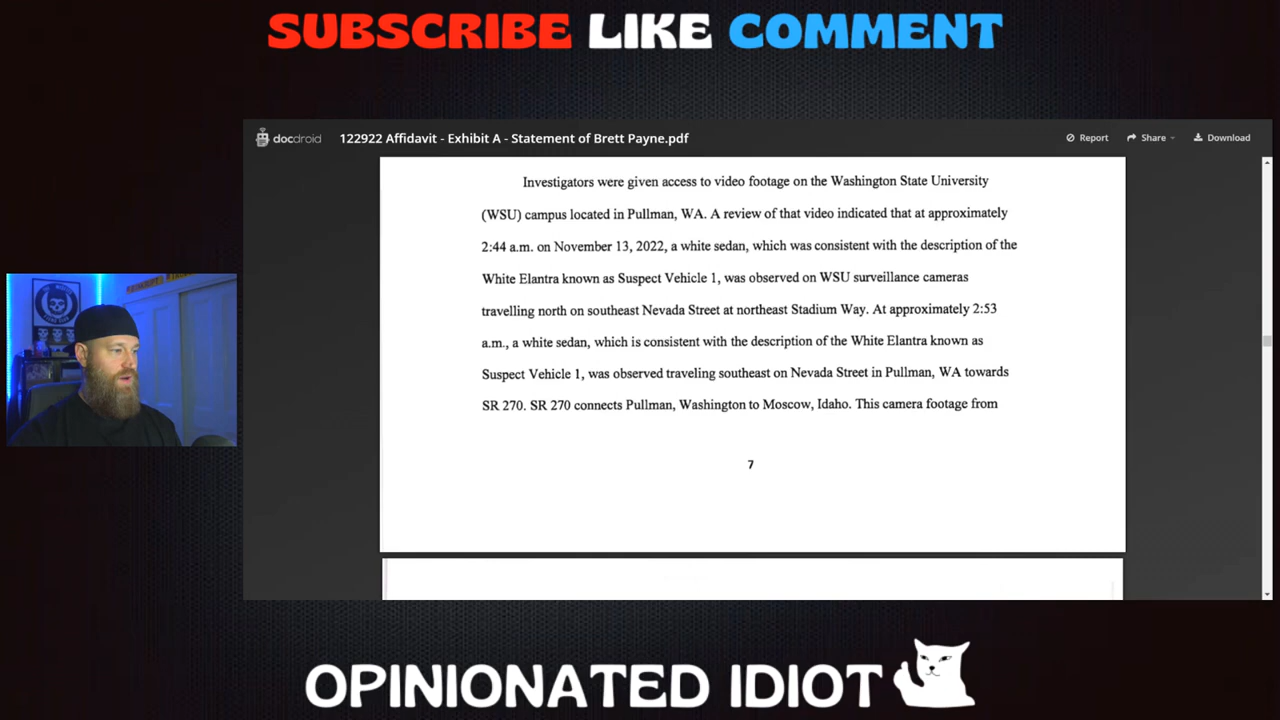 SUBSCRIBE LIKE COMMENT
docdroid
122922 Affidavit - Exhibit A - Statement of Brett Payne.pdf
Report
Share
Download
Investigators were given access to video footage on the Washington State University
(WSU) campus located in Pullman, WA. A review of that video indicated that at approximately
2:44 a.m. on November 13, 2022, a white sedan, which was consistent with the description of the
White Elantra known as Suspect Vehicle 1, was observed on WSU surveillance cameras
travelling north on southeast Nevada Street at northeast Stadium Way. At approximately 2:53
a.m., a white sedan, which is consistent with the description of the White Elantra known as
Suspect Vehicle 1, was observed traveling southeast on Nevada Street in Pullman, WA towards
SR 270. SR 270 connects Pullman, Washington to Moscow, Idaho. This camera footage from
7
OPINIONATED IDIOT